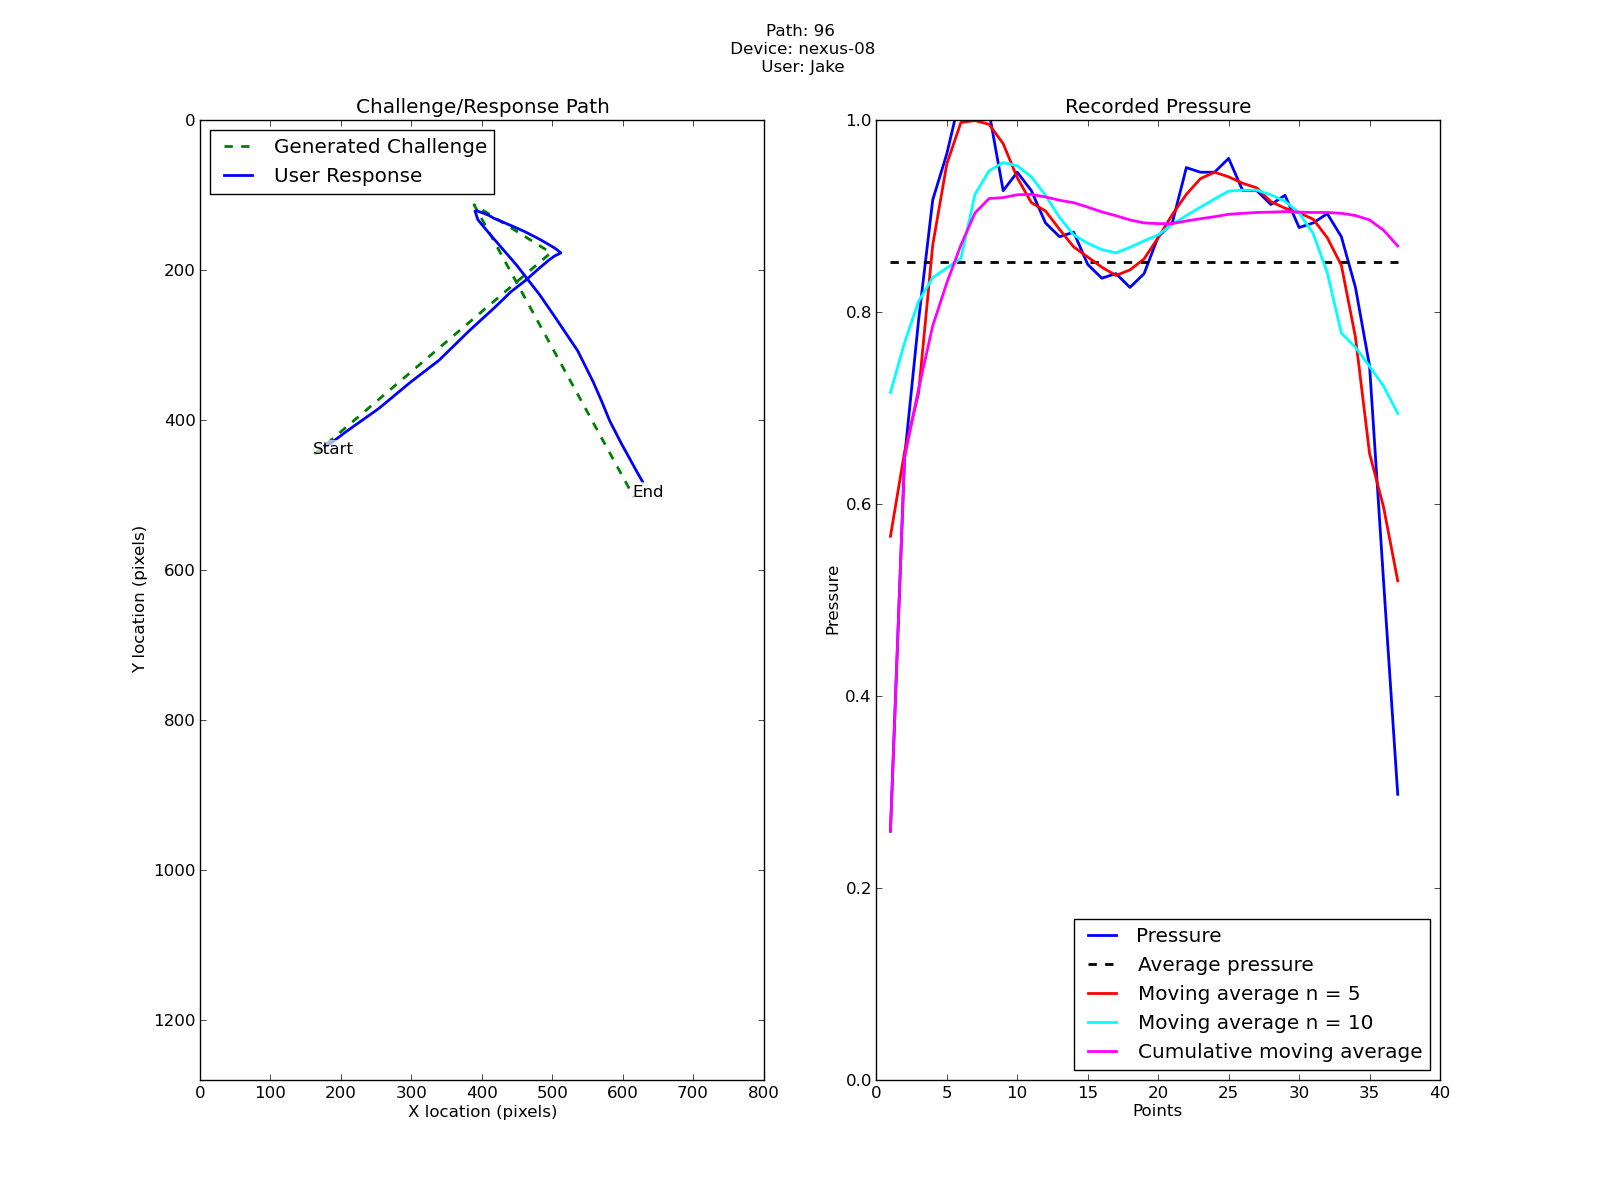 Path: 96
Device: nexus-08
User: Jake
Challenge/Response Path
Generated Challenge
User Response
Start
End
0
200
400
600
800
1000
1200
Y location (pixels)
0 100 200 300 400 500 600 700 800
X location (pixels)
Recorded Pressure
1.0
0.8
0.6
0.4
0.2
0.0
Pressure
Pressure
Average pressure
Moving average n = 5
Moving average n = 10
Cumulative moving average
0 5 10 15 20 25 30 35 40
Points